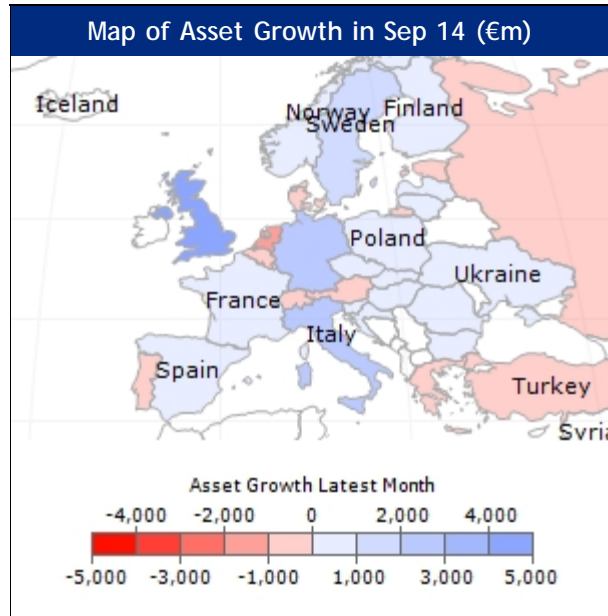 Map of Asset Growth in Sep 14 (€m)
Iceland
Norway
Finland
Sweden
Poland
Ukraine
France
Italy
Spain
Turkey
Syria
Asset Growth Latest Month
-4,000 -2,000 0 2,000 4,000
-5,000 -3,000 -1,000 1,000 3,000 5,000